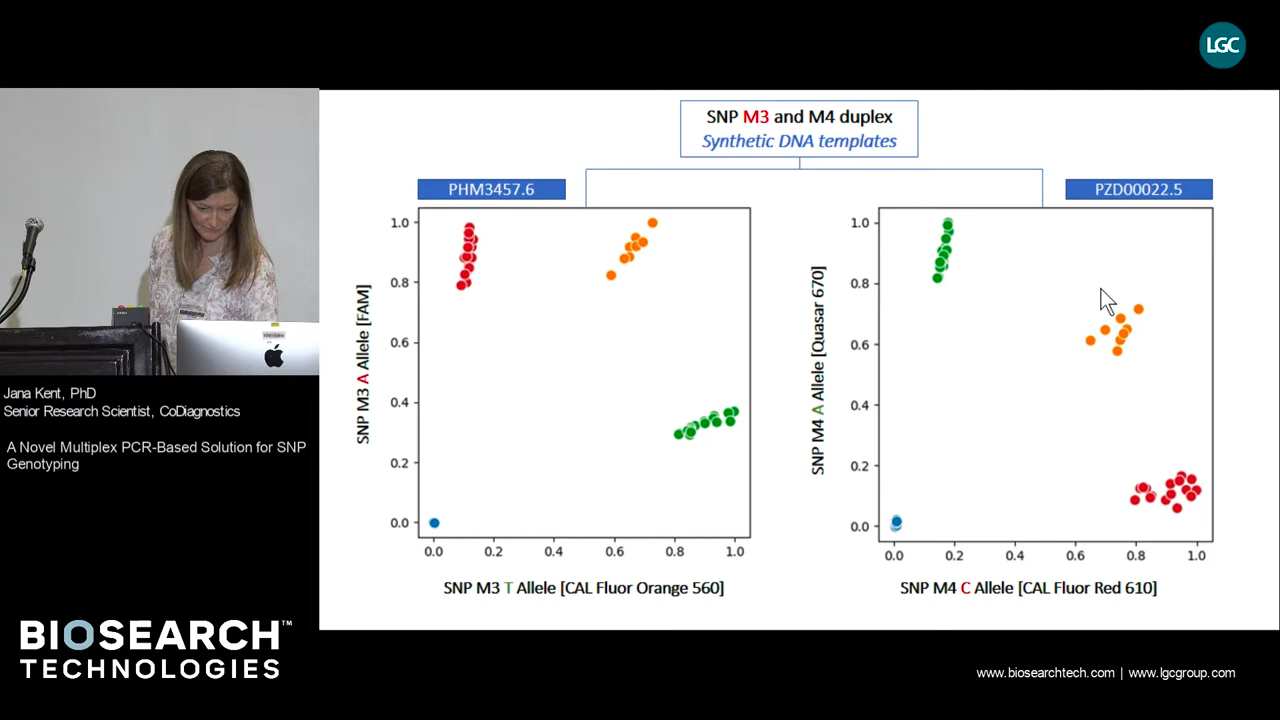 LGC
SNP M3 and M4 duplex
Synthetic DNA templates
PHM3457.6
PZD00022.5
1.0
0.8
0.6
0.4
0.2
0.0
SNP M3 A Allele [FAM]
0.0 0.2 0.4 0.6 0.8 1.0
SNP M3 T Allele [CAL Fluor Orange 560]
1.0
0.8
0.6
0.4
0.2
0.0
SNP M4 A Allele [Quasar 670]
0.0 0.2 0.4 0.6 0.8 1.0
SNP M4 C Allele [CAL Fluor Red 610]
Jana Kent, PhD
Senior Research Scientist, CoDiagnostics
A Novel Multiplex PCR-Based Solution for SNP
Genotyping
BIOSEARCH™
TECHNOLOGIES
www.biosearchtech.com | www.lgcgroup.com